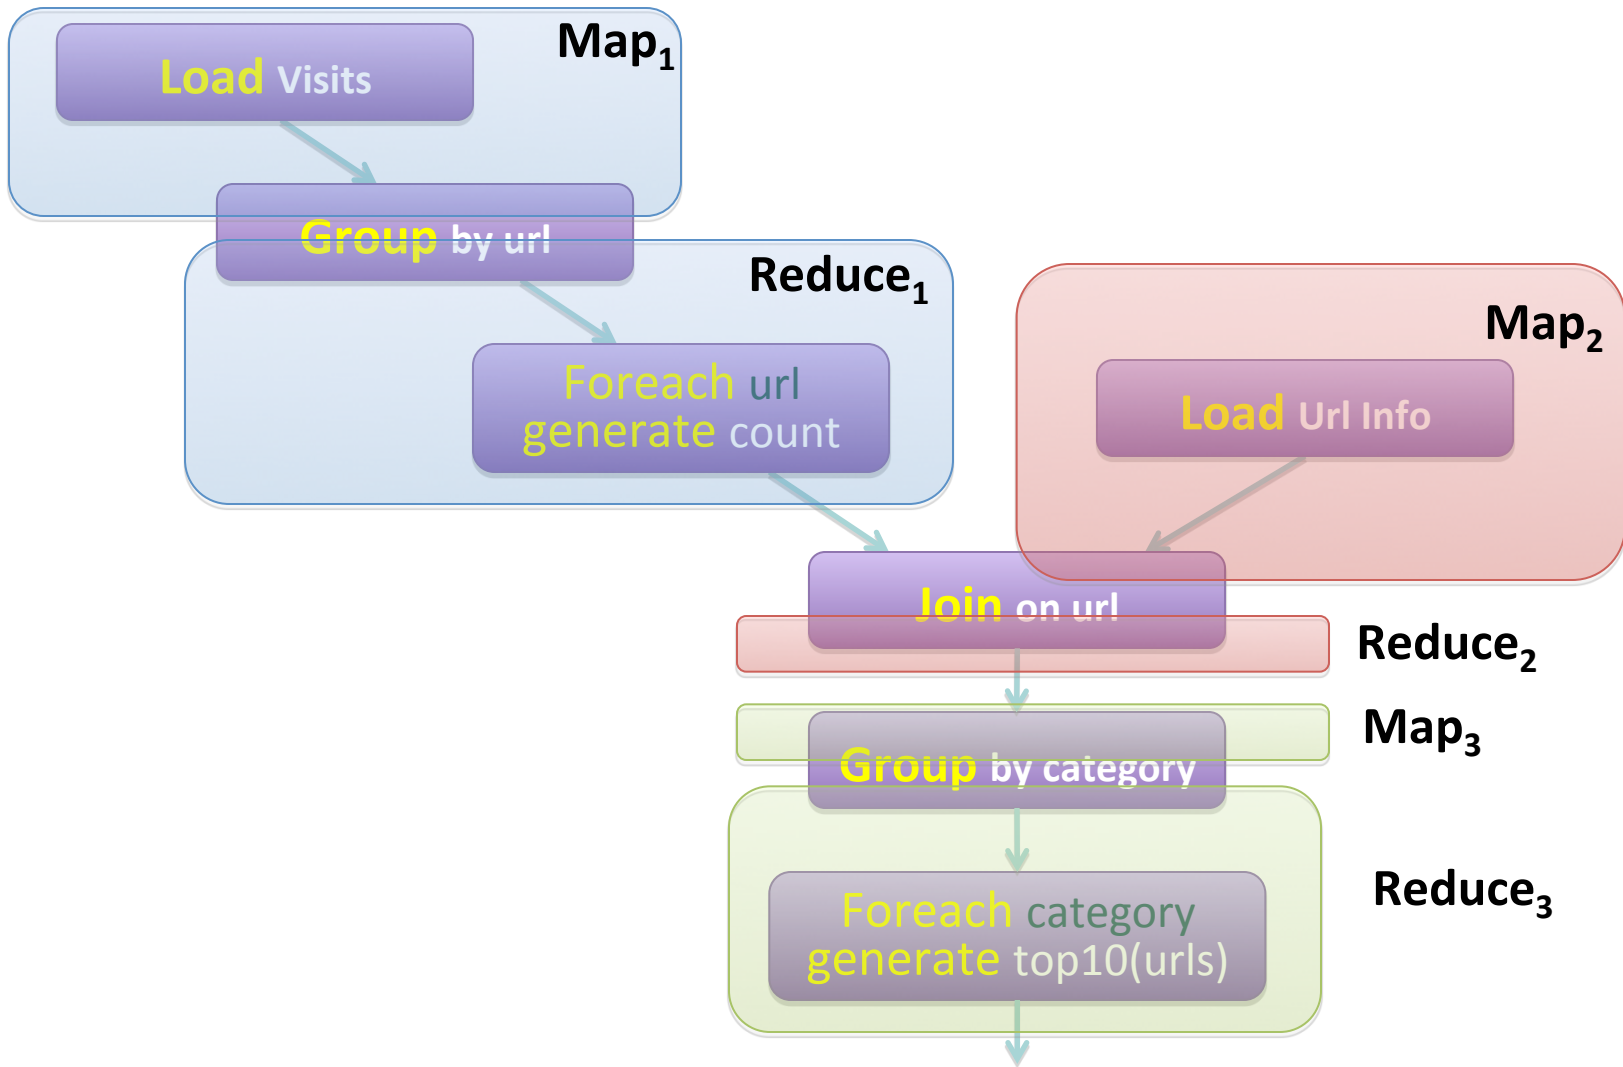 Map1
Load Visits
Group by url
Reduce1
Foreach url
generate count
Map2
Load Url Info
Join on url
Reduce2
Map3
Group by category
Reduce3
Foreach category
generate top10(urls)